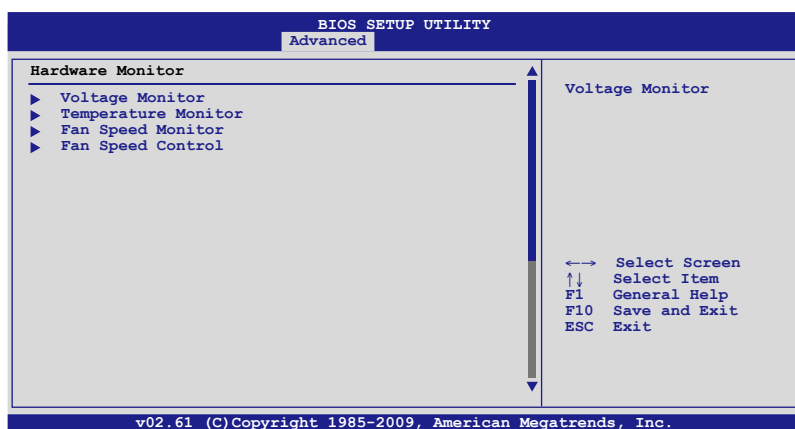 BIOS SETUP UTILITY
Advanced
Hardware Monitor
Voltage Monitor
Temperature Monitor
Fan Speed Monitor
Fan Speed Control
Voltage Monitor
←→ Select Screen
↑↓ Select Item
F1 General Help
F10 Save and Exit
ESC Exit
v02.61 (C)Copyright 1985-2009, American Megatrends, Inc.